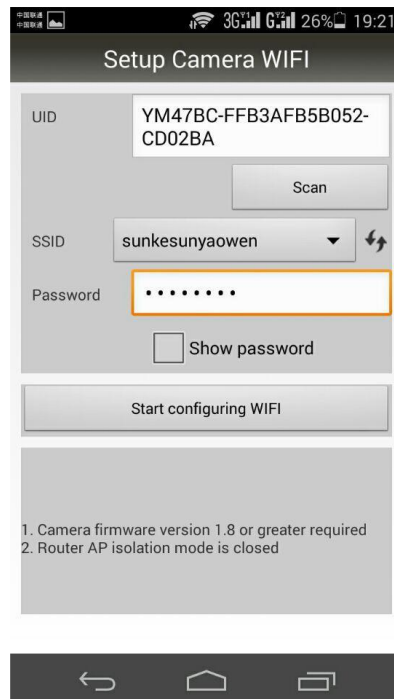 中国联通
中国联通
3G 1 G 2 26% 19:21
Setup Camera WIFI
UID
YM47BC-FFB3AFB5B052-
CD02BA
Scan
SSID
sunkesunyaowen
Password
••••••••
Show password
Start configuring WIFI
1. Camera firmware version 1.8 or greater required
2. Router AP isolation mode is closed